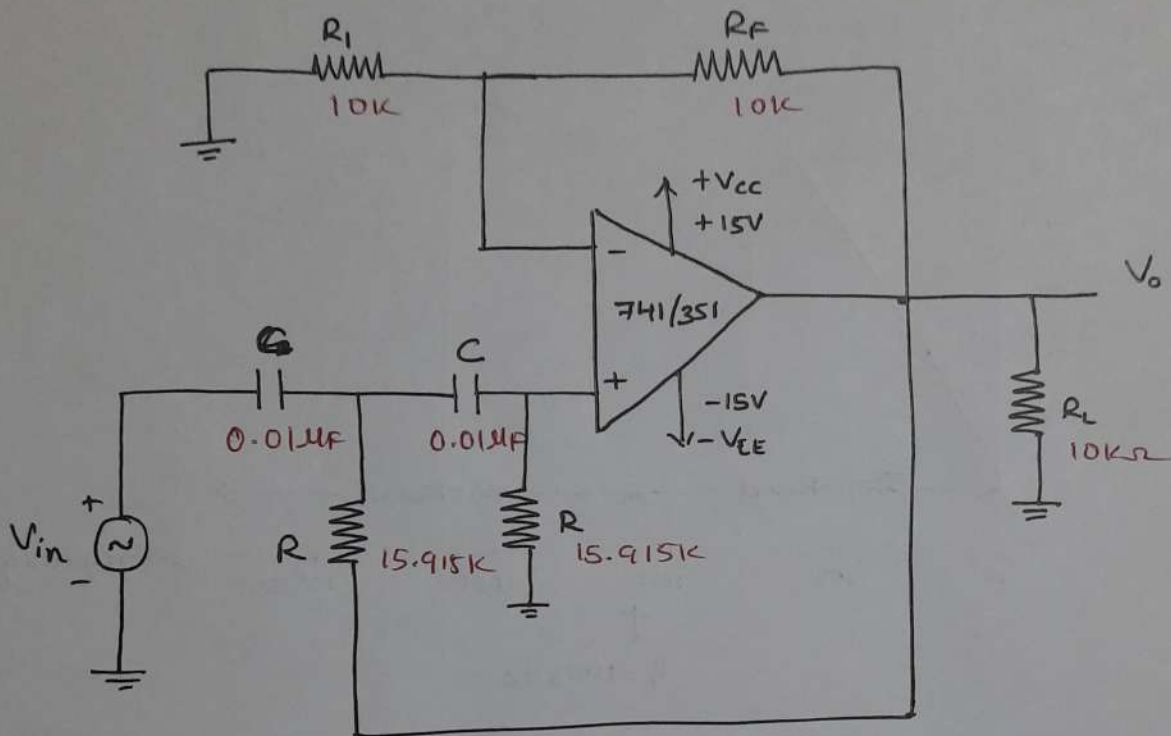 R1
RF
10K
10K
+Vcc
+15V
-
741/351
Vo
C
C
+
0.01μF
0.01μF
-15V
-VEE
RL
10KΩ
+
Vin
~
-
R
15.915K
R
15.915K